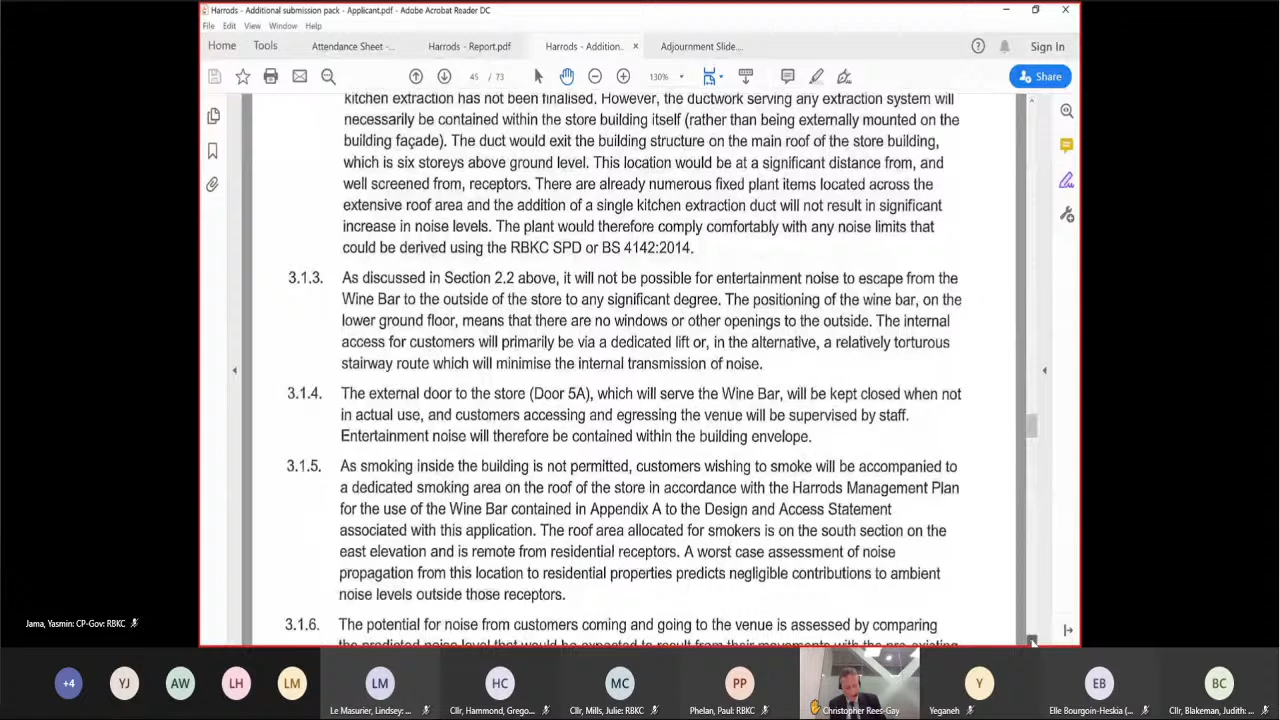 Harrods - Additional submission pack - Applicant.pdf - Adobe Acrobat Reader DC
File Edit View Window Help
Home Tools Attendance Sheet -... Harrods - Report.pdf Harrods - Addition... × Adjournment Slide... Sign In
45 / 73 130% Share
kitchen extraction has not been finalised. However, the ductwork serving any extraction system will
necessarily be contained within the store building itself (rather than being externally mounted on the
building façade). The duct would exit the building structure on the main roof of the store building,
which is six storeys above ground level. This location would be at a significant distance from, and
well screened from, receptors. There are already numerous fixed plant items located across the
extensive roof area and the addition of a single kitchen extraction duct will not result in significant
increase in noise levels. The plant would therefore comply comfortably with any noise limits that
could be derived using the RBKC SPD or BS 4142:2014.
3.1.3. As discussed in Section 2.2 above, it will not be possible for entertainment noise to escape from the
Wine Bar to the outside of the store to any significant degree. The positioning of the wine bar, on the
lower ground floor, means that there are no windows or other openings to the outside. The internal
access for customers will primarily be via a dedicated lift or, in the alternative, a relatively torturous
stairway route which will minimise the internal transmission of noise.
3.1.4. The external door to the store (Door 5A), which will serve the Wine Bar, will be kept closed when not
in actual use, and customers accessing and egressing the venue will be supervised by staff.
Entertainment noise will therefore be contained within the building envelope.
3.1.5. As smoking inside the building is not permitted, customers wishing to smoke will be accompanied to
a dedicated smoking area on the roof of the store in accordance with the Harrods Management Plan
for the use of the Wine Bar contained in Appendix A to the Design and Access Statement
associated with this application. The roof area allocated for smokers is on the south section on the
east elevation and is remote from residential receptors. A worst case assessment of noise
propagation from this location to residential properties predicts negligible contributions to ambient
noise levels outside those receptors.
3.1.6. The potential for noise from customers coming and going to the venue is assessed by comparing
the predicted noise level that would be expected to result from their movements with the pre-existing
Jama, Yasmin: CP-Gov: RBKC
+4 YJ AW LH LM LM HC MC PP Y EB BC
Le Masurier, Lindsey: ... Cllr, Hammond, Grego... Cllr, Mills, Julie: RBKC Phelan, Paul: RBKC Christopher Rees-Gay Yeganeh Elle Bourgoin-Heskia (... Cllr, Blakeman, Judith: ...